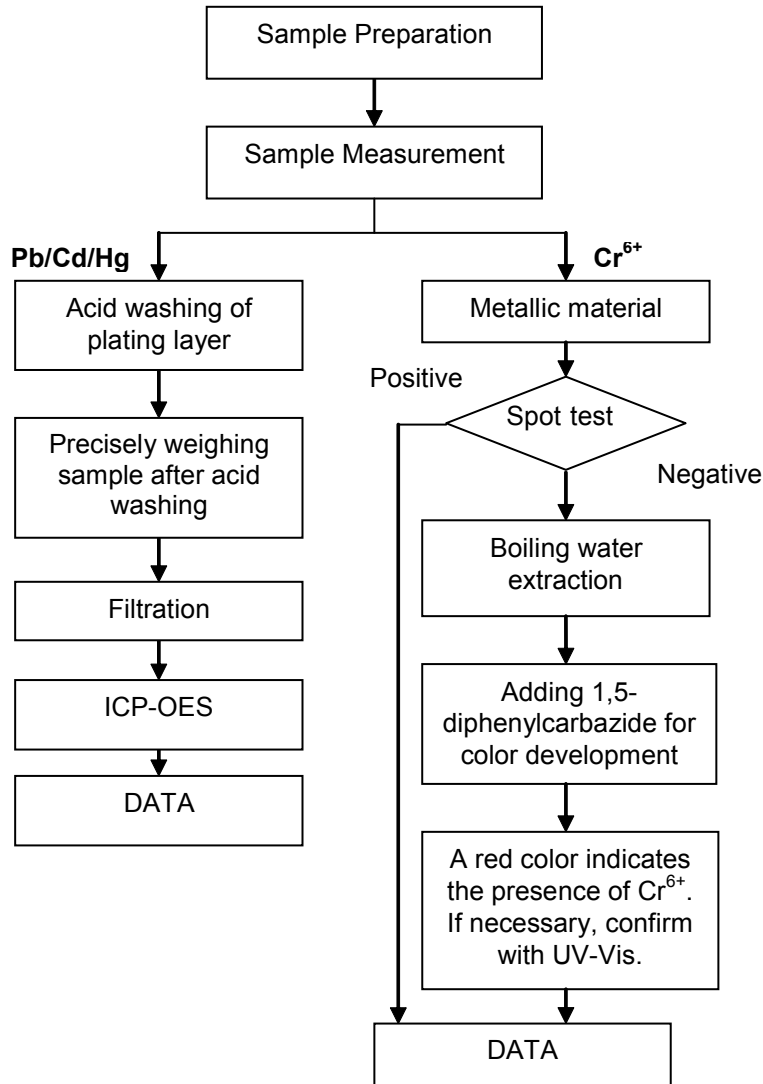 Sample Preparation
Sample Measurement
Pb/Cd/Hg
Acid washing of
plating layer
Precisely weighing
sample after acid
washing
Filtration
ICP-OES
DATA
Cr⁶⁺
Metallic material
Positive
Spot test
Negative
Boiling water
extraction
Adding 1,5-
diphenylcarbazide for
color development
A red color indicates
the presence of Cr⁶⁺.
If necessary, confirm
with UV-Vis.
DATA